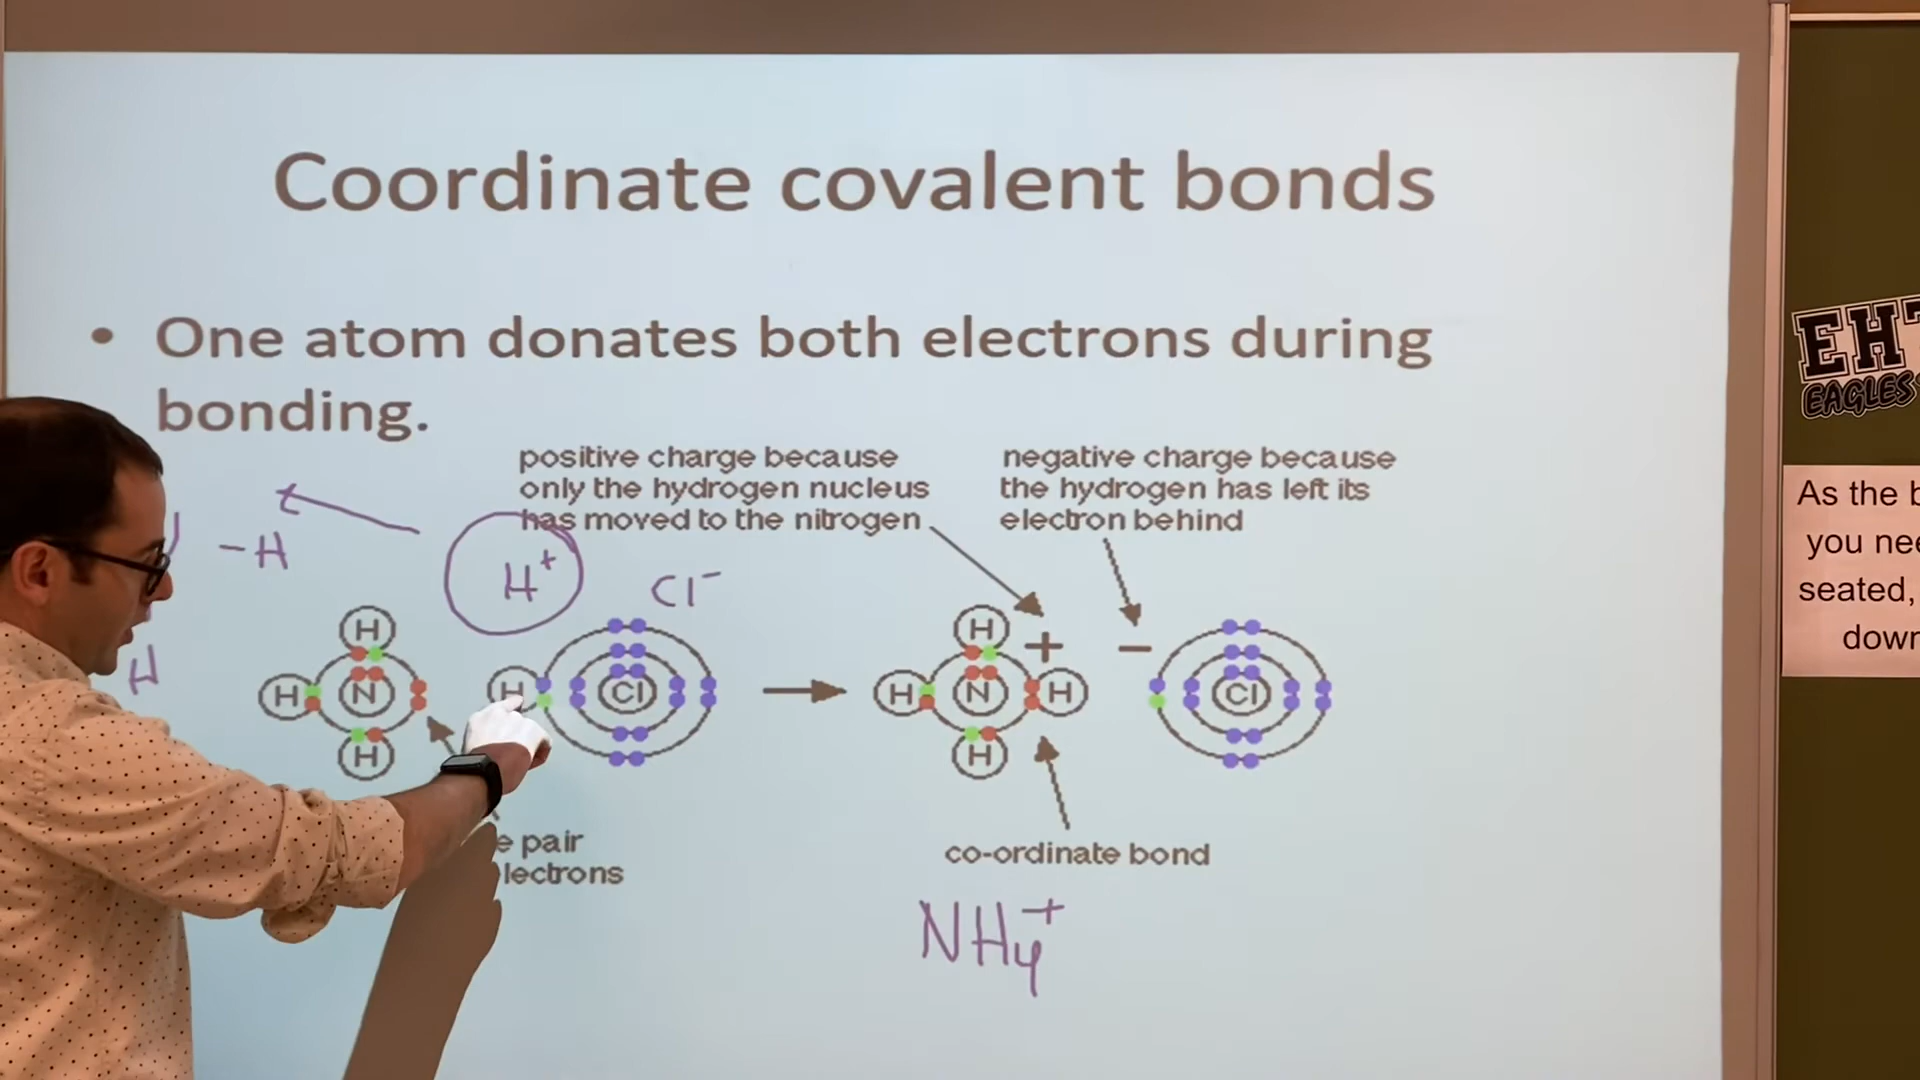 Coordinate covalent bonds
• One atom donates both electrons during
bonding.
positive charge because
only the hydrogen nucleus
has moved to the nitrogen
negative charge because
the hydrogen has left its
electron behind
-H
H⁺
Cl⁻
H
H
H
N
H
H
Cl
H
+
H
N
H
H
−
Cl
e pair
lectrons
co-ordinate bond
NH₄⁺
EHT
EAGLES
As the b
you nee
seated,
down